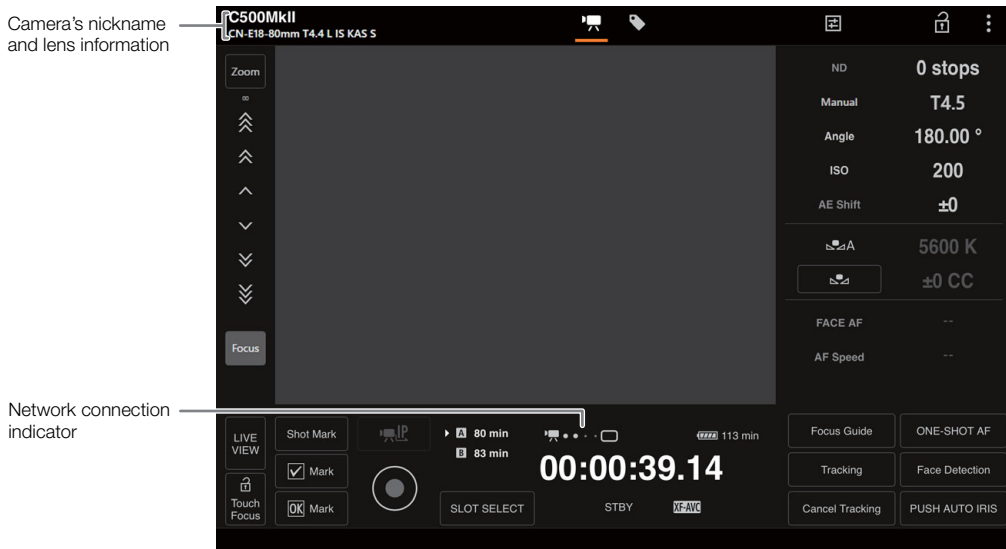 Camera's nickname
and lens information
C500MkII
CN-E18-80mm T4.4 L IS KAS S
Zoom
∞
Focus
ND 0 stops
Manual T4.5
Angle 180.00 °
ISO 200
AE Shift ±0
A 5600 K
±0 CC
FACE AF --
AF Speed --
Network connection
indicator
LIVE
VIEW
Touch
Focus
Shot Mark
Mark
OK Mark
IP
A 80 min
B 83 min
SLOT SELECT
113 min
00:00:39.14
STBY XF-AVC
Focus Guide ONE-SHOT AF
Tracking Face Detection
Cancel Tracking PUSH AUTO IRIS